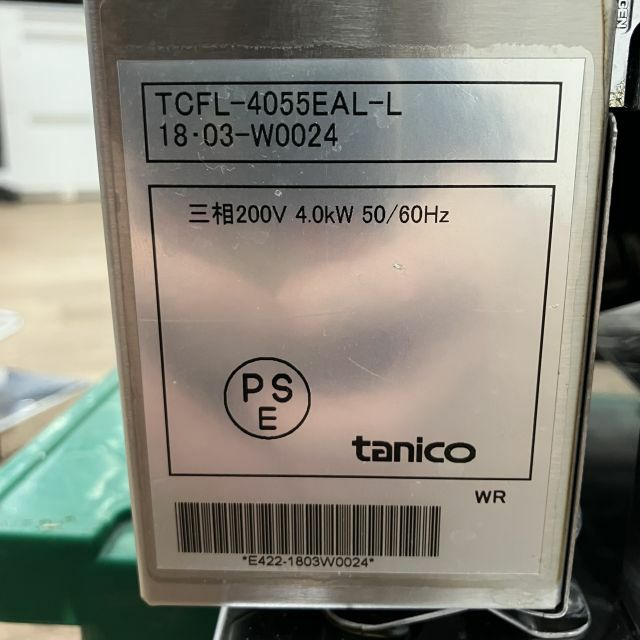 TCFL-4055EAL-L
18・03-W0024
三相200V 4.0kW 50/60Hz
PS
E
tanico
WR
*E422-1803W0024*
GEN